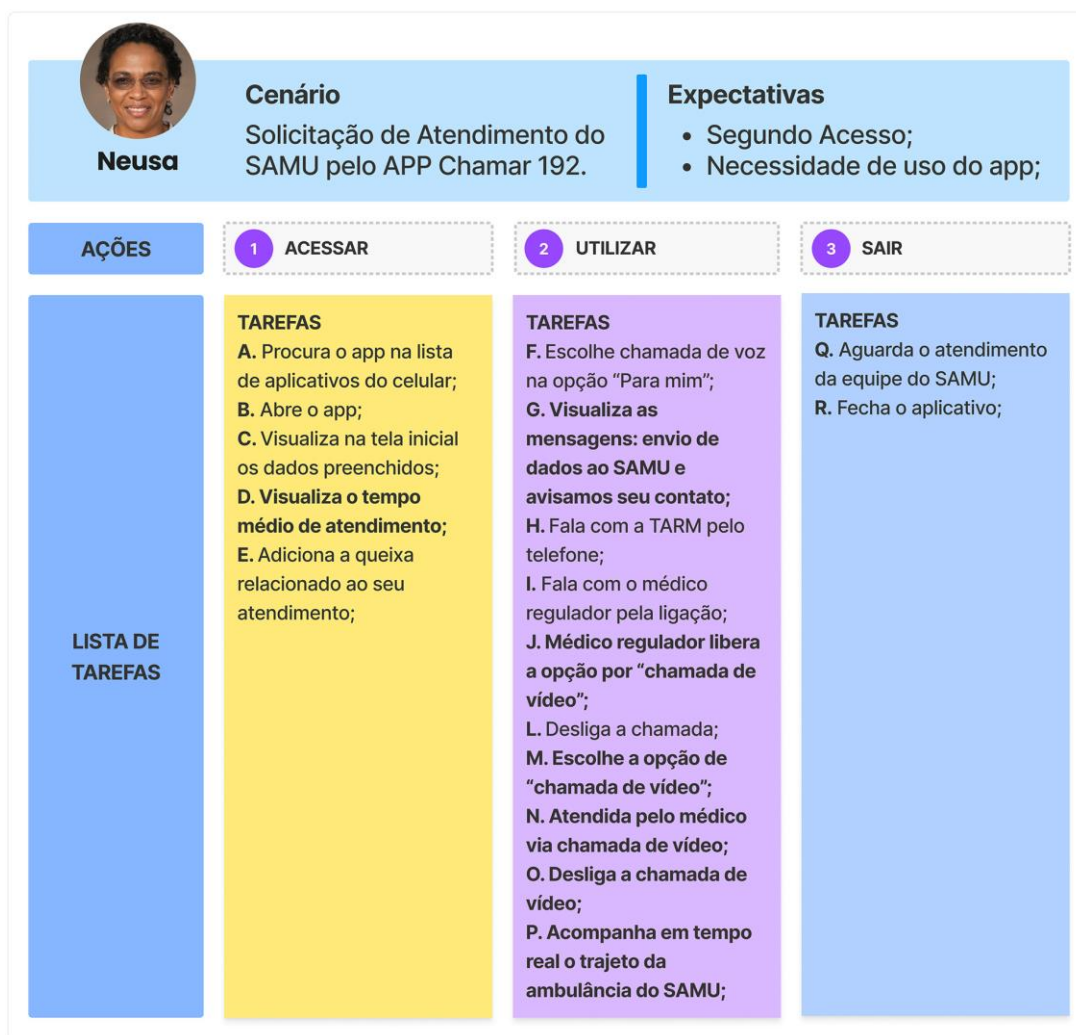 Neusa
Cenário
Solicitação de Atendimento do
SAMU pelo APP Chamar 192.
Expectativas
• Segundo Acesso;
• Necessidade de uso do app;
AÇÕES
1 ACESSAR
2 UTILIZAR
3 SAIR
LISTA DE
TAREFAS
TAREFAS
A. Procura o app na lista
de aplicativos do celular;
B. Abre o app;
C. Visualiza na tela inicial
os dados preenchidos;
D. Visualiza o tempo
médio de atendimento;
E. Adiciona a queixa
relacionado ao seu
atendimento;
TAREFAS
F. Escolhe chamada de voz
na opção “Para mim”;
G. Visualiza as
mensagens: envio de
dados ao SAMU e
avisamos seu contato;
H. Fala com a TARM pelo
telefone;
I. Fala com o médico
regulador pela ligação;
J. Médico regulador libera
a opção por “chamada de
vídeo”;
L. Desliga a chamada;
M. Escolhe a opção de
“chamada de vídeo”;
N. Atendida pelo médico
via chamada de vídeo;
O. Desliga a chamada de
vídeo;
P. Acompanha em tempo
real o trajeto da
ambulância do SAMU;
TAREFAS
Q. Aguarda o atendimento
da equipe do SAMU;
R. Fecha o aplicativo;